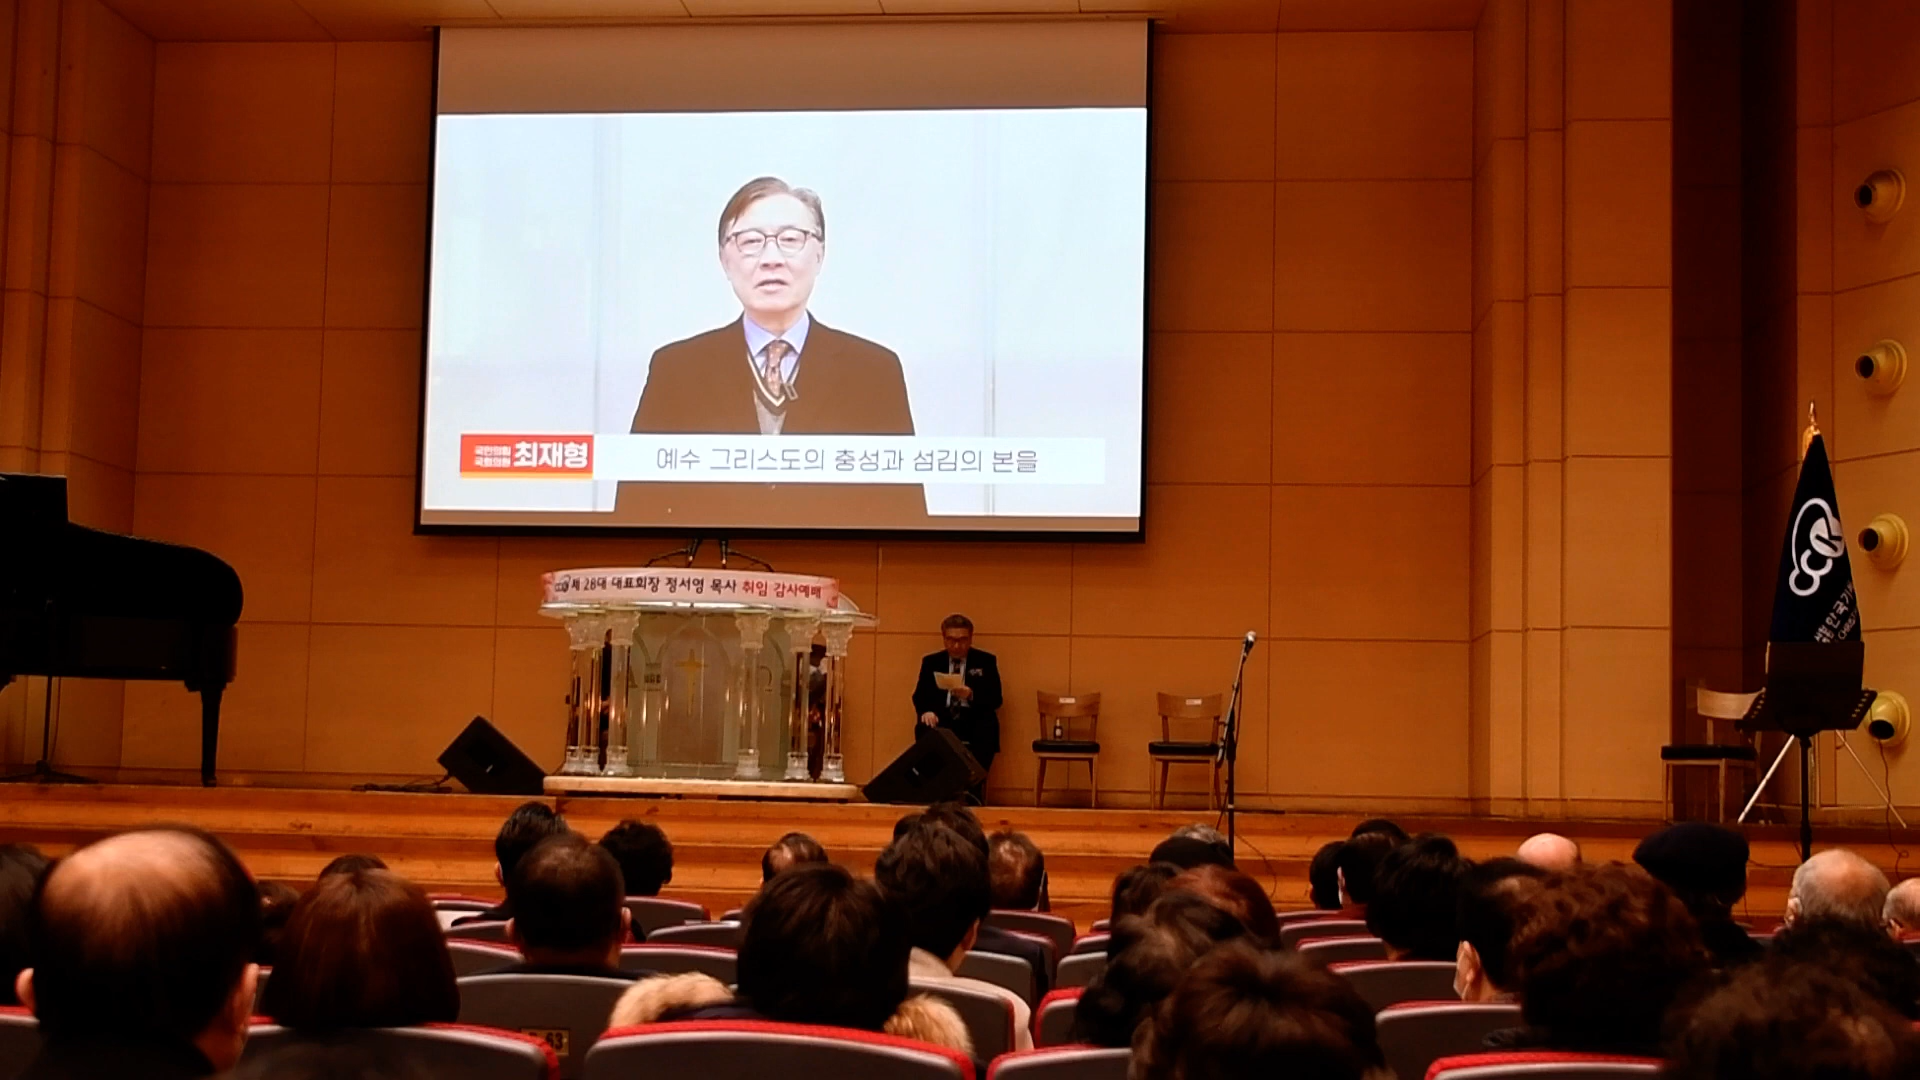 국민의힘
국회의원
최재형
예수 그리스도의 충성과 섬김의 본을
제 28대 대표회장 정서영 목사 취임 감사예배